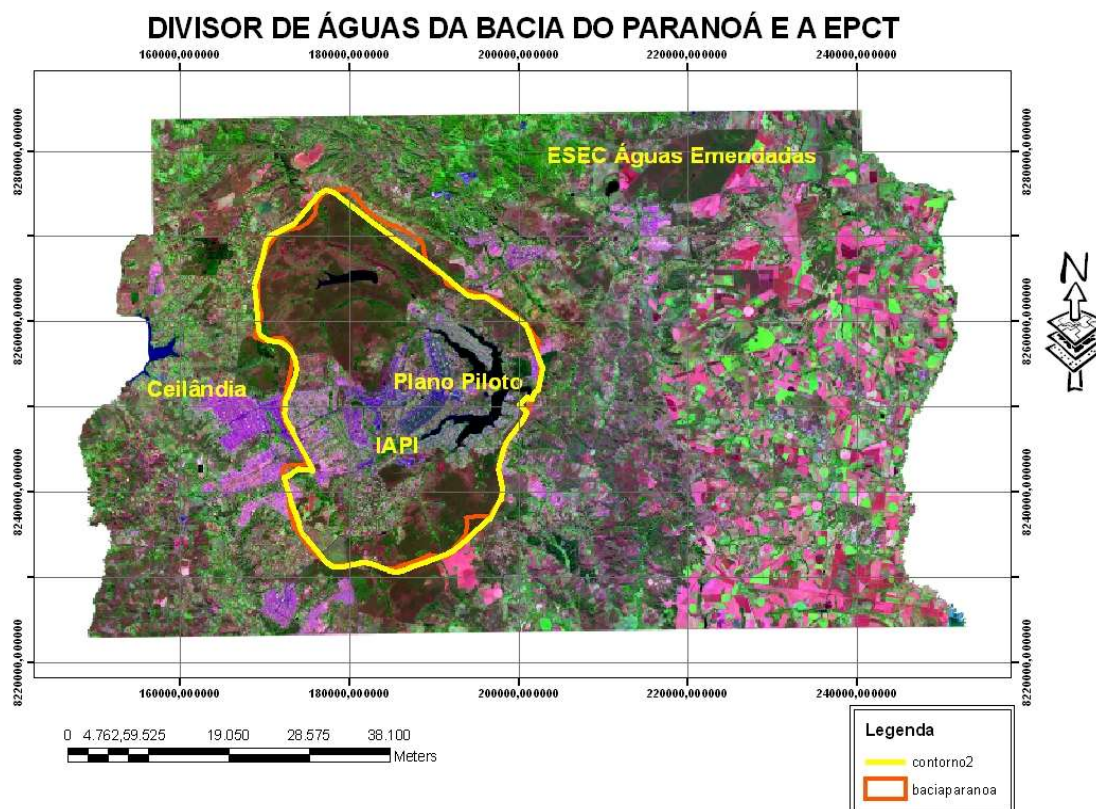 DIVISOR DE ÁGUAS DA BACIA DO PARANOÁ E A EPCT
160000,000000 180000,000000 200000,000000 220000,000000 240000,000000
8280000,000000 8280000,000000
8260000,000000 8260000,000000
8240000,000000 8240000,000000
8220000,000000 8220000,000000
ESEC Águas Emendadas
Ceilândia
Plano Piloto
IAPI
N
160000,000000 180000,000000 200000,000000 220000,000000 240000,000000
0 4.762,59.525 19.050 28.575 38.100
Meters
Legenda
contorno2
baciaparanoa